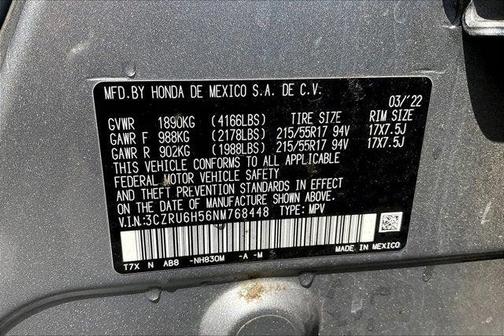 MFD.BY HONDA DE MEXICO S.A. DE C.V.
03/'22
GVWR 1890KG (4166LBS) TIRE SIZE RIM SIZE
GAWR F 988KG (2178LBS) 215/55R17 94V 17X7.5J
GAWR R 902KG (1988LBS) 215/55R17 94V 17X7.5J
THIS VEHICLE CONFORMS TO ALL APPLICABLE
FEDERAL MOTOR VEHICLE SAFETY STANDARDS IN EFFECT
ON THE DATE OF MANUFACTURE SHOWN ABOVE.
V.I.N:3CZRU6H56NM768448 TYPE: MPV
MADE IN MEXICO
T7X N AB8 -NH830M -A -M